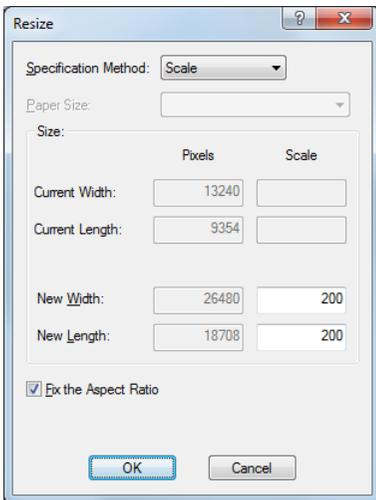 Resize
Specification Method: Scale
Paper Size:
Size:
Pixels Scale
Current Width: 13240
Current Length: 9354
New Width: 26480 200
New Length: 18708 200
Fix the Aspect Ratio
OK Cancel